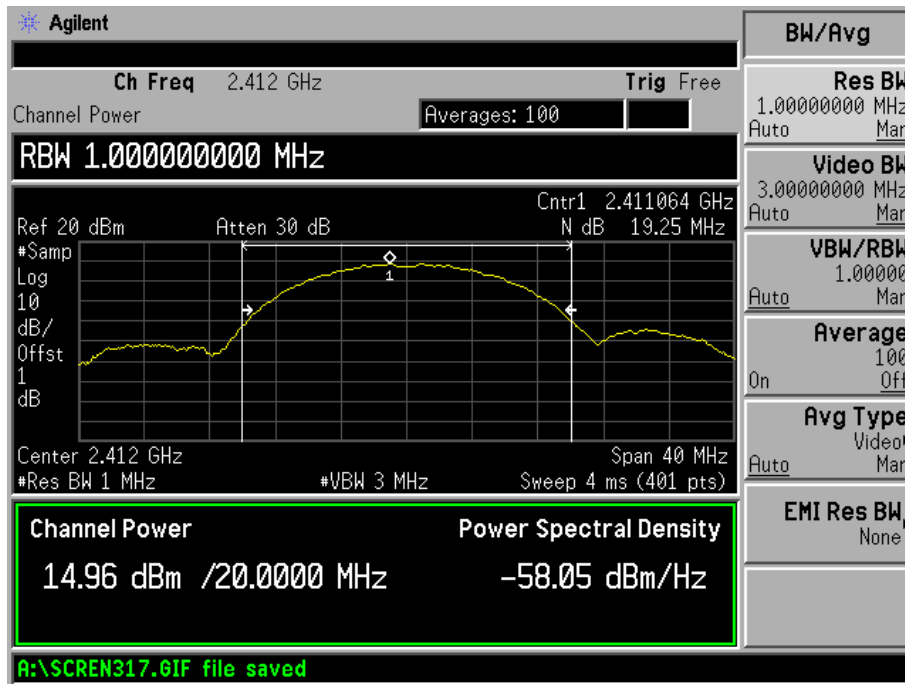 Agilent
BW/Avg
Ch Freq 2.412 GHz Trig Free
Channel Power Averages: 100
RBW 1.000000000 MHz
Cntr1 2.411064 GHz
Ref 20 dBm Atten 30 dB N dB 19.25 MHz
#Samp
Log
10
dB/
Offst
1
dB
1
Center 2.412 GHz Span 40 MHz
#Res BW 1 MHz #VBW 3 MHz Sweep 4 ms (401 pts)
Channel Power Power Spectral Density
14.96 dBm /20.0000 MHz -58.05 dBm/Hz
A:\SCREN317.GIF file saved
Res BW
1.00000000 MHz
Auto Man
Video BW
3.00000000 MHz
Auto Man
VBW/RBW
1.00000
Auto Man
Average
100
On Off
Avg Type
Video
Auto Man
EMI Res BW
None